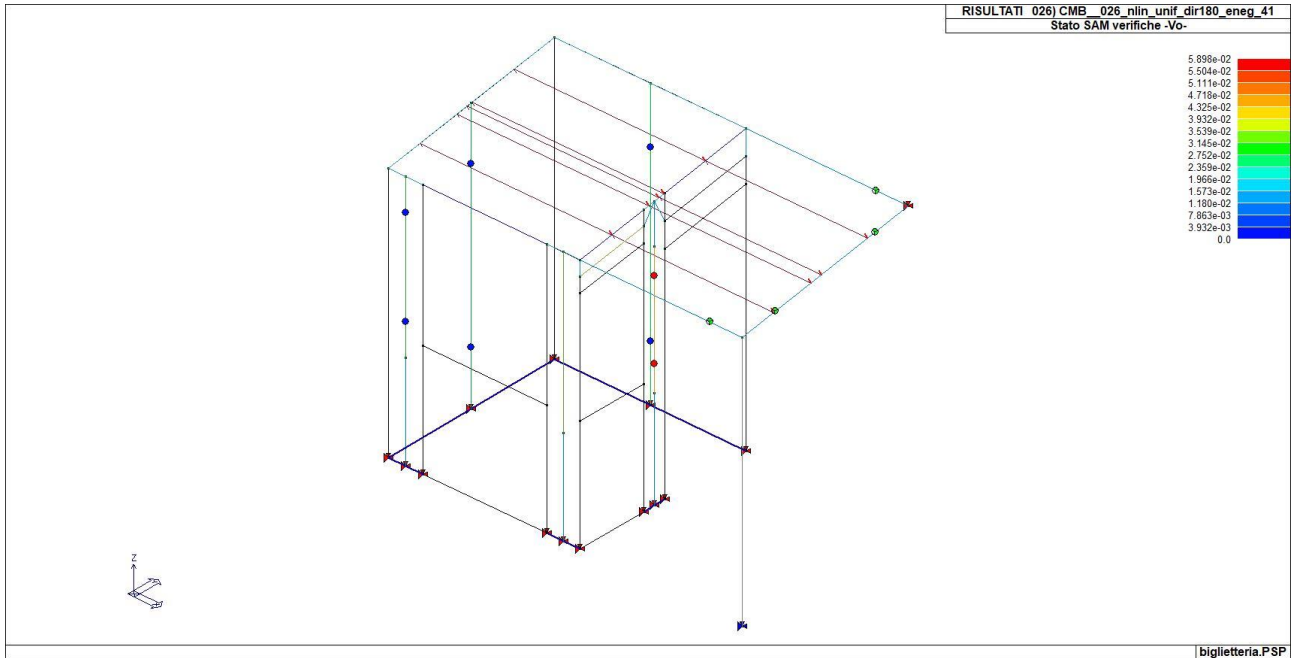 RISULTATI 026) CMB__026_nlin_unif_dir180_eneg_41
Stato SAM verifiche -Vo-
5.898e-02
5.504e-02
5.111e-02
4.718e-02
4.325e-02
3.932e-02
3.539e-02
3.145e-02
2.752e-02
2.359e-02
1.966e-02
1.573e-02
1.180e-02
7.863e-03
3.932e-03
0.0
Z
biglietteria.PSP